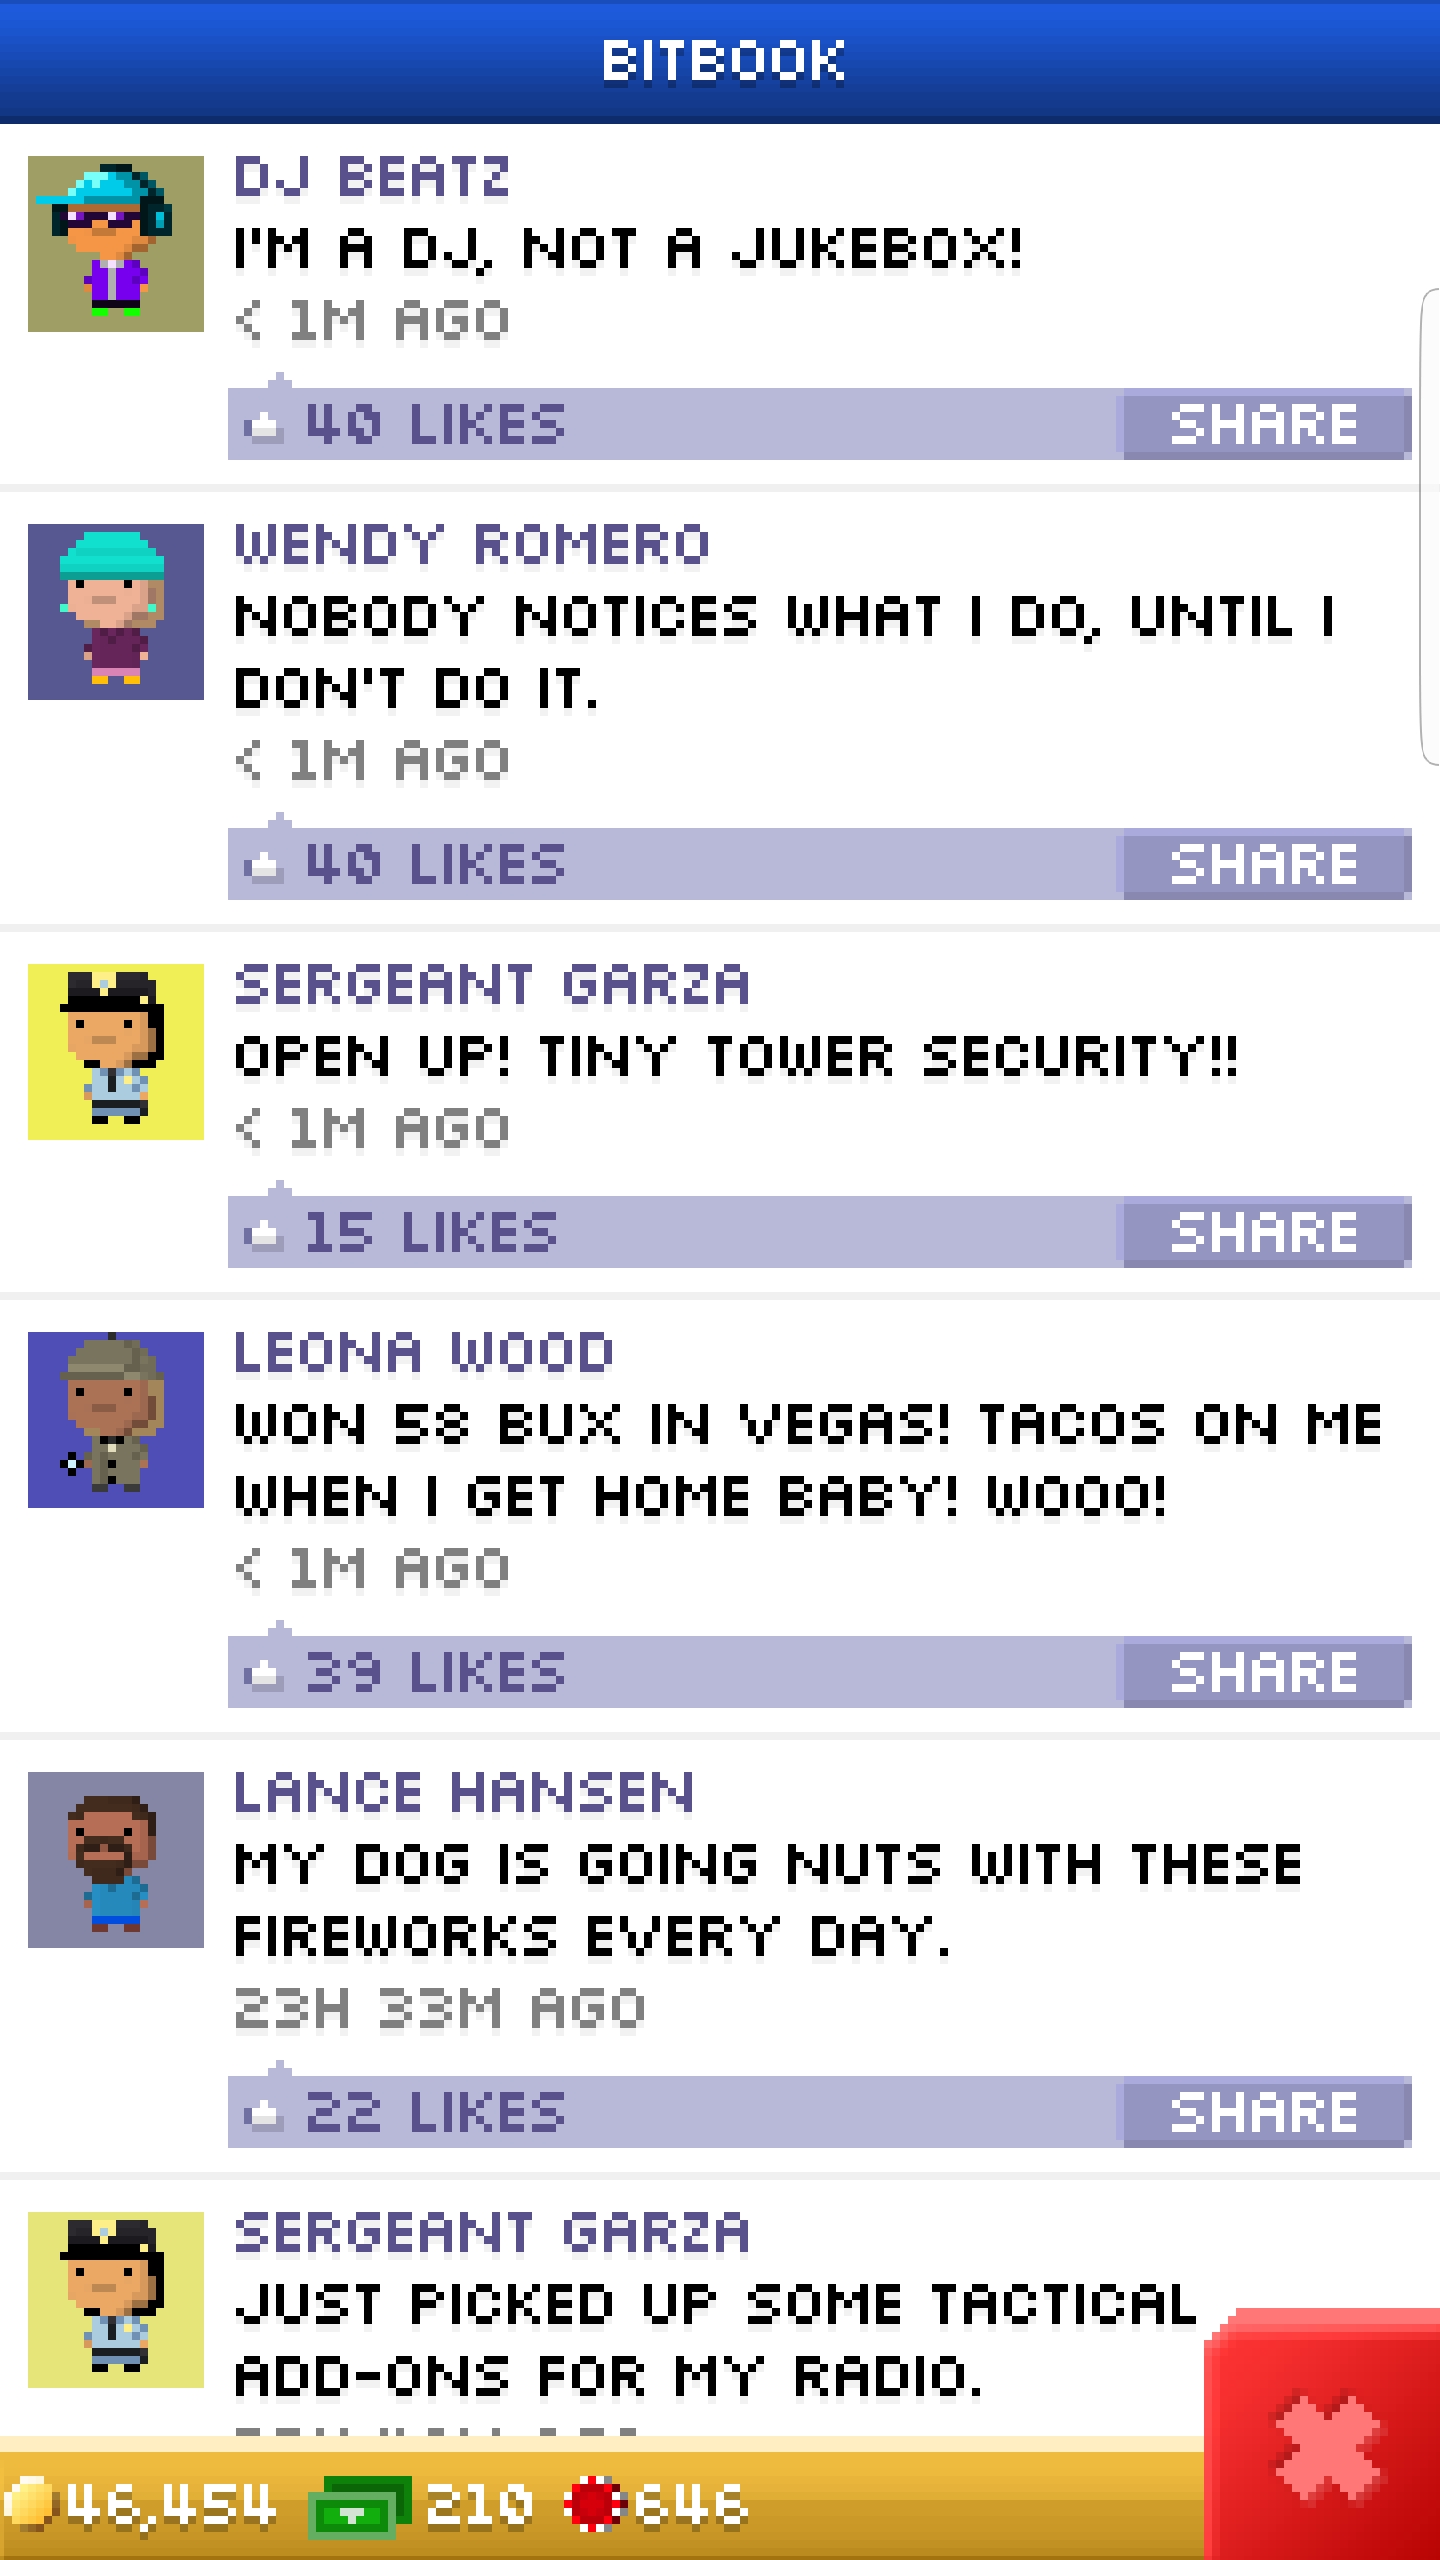 BITBOOK
DJ BEATZ
I'M A DJ, NOT A JUKEBOX!
< 1M AGO
40 LIKES SHARE
WENDY ROMERO
NOBODY NOTICES WHAT I DO, UNTIL I
DON'T DO IT.
< 1M AGO
40 LIKES SHARE
SERGEANT GARZA
OPEN UP! TINY TOWER SECURITY!!
< 1M AGO
15 LIKES SHARE
LEONA WOOD
WON 58 BUX IN VEGAS! TACOS ON ME
WHEN I GET HOME BABY! WOOO!
< 1M AGO
39 LIKES SHARE
LANCE HANSEN
MY DOG IS GOING NUTS WITH THESE
FIREWORKS EVERY DAY.
23H 33M AGO
22 LIKES SHARE
SERGEANT GARZA
JUST PICKED UP SOME TACTICAL
ADD-ONS FOR MY RADIO.
46,454 210 646